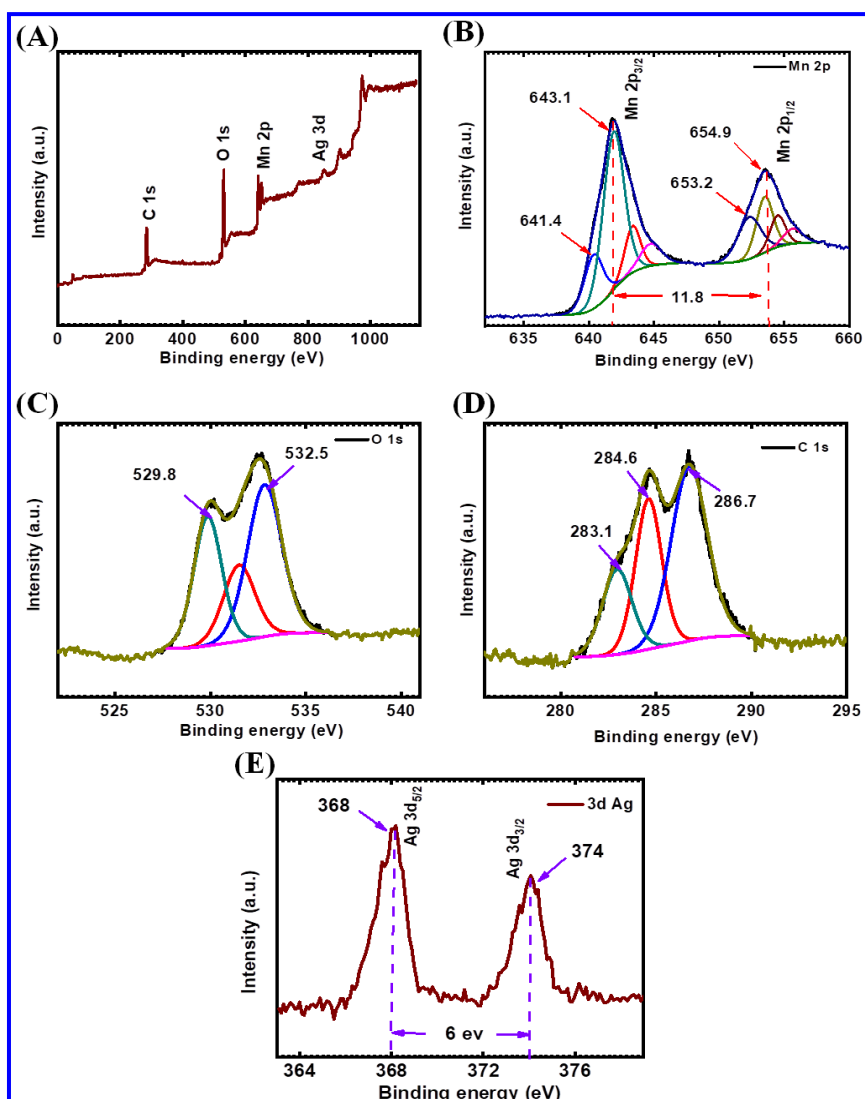 (A)
Intensity (a.u.)
C 1s
O 1s
Mn 2p
Ag 3d
0 200 400 600 800 1000
Binding energy (eV)
(B)
Intensity (a.u.)
Mn 2p
Mn 2p3/2
643.1
641.4
Mn 2p1/2
654.9
653.2
11.8
635 640 645 650 655 660
Binding energy (eV)
(C)
Intensity (a.u.)
O 1s
529.8
532.5
525 530 535 540
Binding energy (eV)
(D)
Intensity (a.u.)
C 1s
284.6
286.7
283.1
280 285 290 295
Binding energy (eV)
(E)
Intensity (a.u.)
3d Ag
368
Ag 3d5/2
Ag 3d3/2
374
6 ev
364 368 372 376
Binding energy (eV)